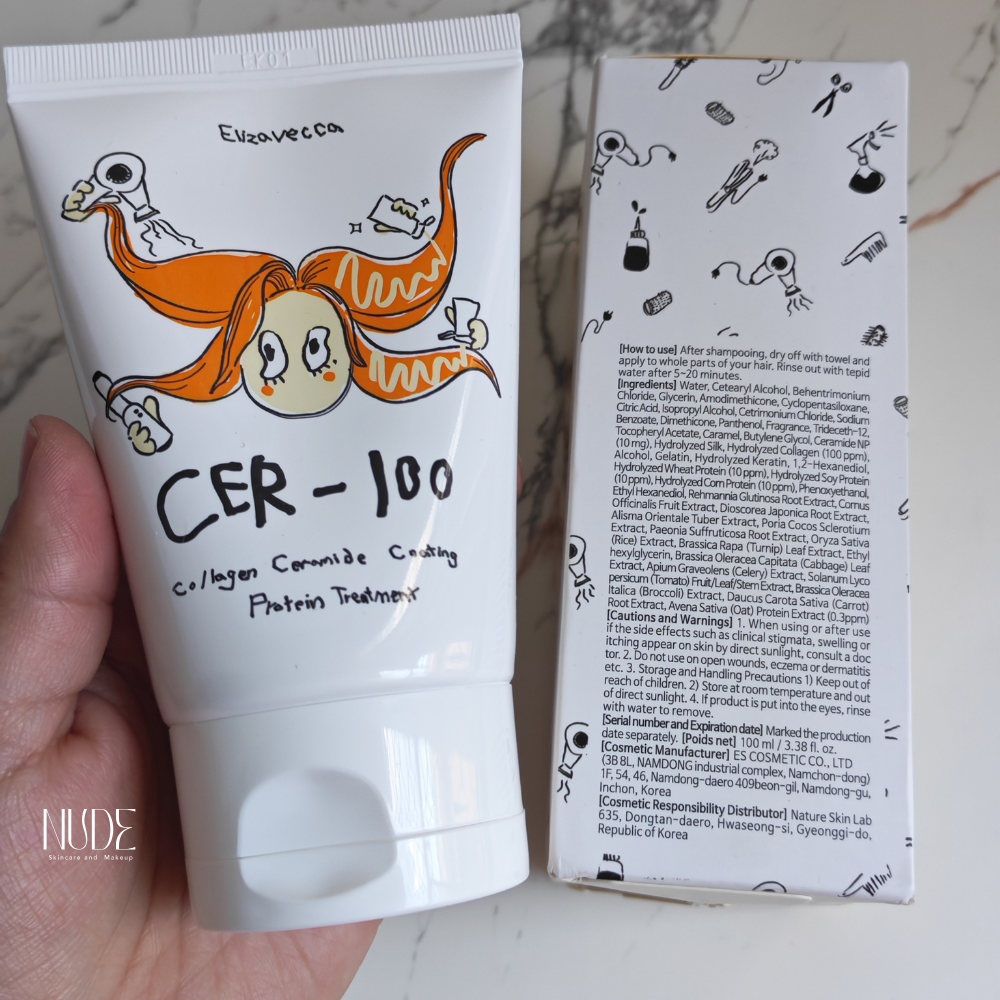 EK01
Elizavecca
CER-100
Collagen Ceramide Coating
Protein Treatment
NUDE
Skincare and Makeup
[How to use] After shampooing, dry off with towel and
apply to whole parts of your hair. Rinse out with tepid
water after 5~20 minutes.
[Ingredients] Water, Cetearyl Alcohol, Behentrimonium
Chloride, Glycerin, Amodimethicone, Cyclopentasiloxane,
Citric Acid, Isopropyl Alcohol, Cetrimonium Chloride, Sodium
Benzoate, Dimethicone, Panthenol, Fragrance, Trideceth-12,
Tocopheryl Acetate, Caramel, Butylene Glycol, Ceramide NP
(10 mg), Hydrolyzed Silk, Hydrolyzed Collagen (100 ppm),
Alcohol, Gelatin, Hydrolyzed Keratin, 1,2-Hexanediol,
Hydrolyzed Wheat Protein (10 ppm), Hydrolyzed Soy Protein
(10 ppm), Hydrolyzed Corn Protein (10 ppm), Phenoxyethanol,
Ethyl Hexanediol, Rehmannia Glutinosa Root Extract, Cornus
Officinalis Fruit Extract, Dioscorea Japonica Root Extract,
Alisma Orientale Tuber Extract, Poria Cocos Sclerotium
Extract, Paeonia Suffruticosa Root Extract, Oryza Sativa
(Rice) Extract, Brassica Rapa (Turnip) Leaf Extract, Ethyl
hexylglycerin, Brassica Oleracea Capitata (Cabbage) Leaf
Extract, Apium Graveolens (Celery) Extract, Solanum Lyco
persicum (Tomato) Fruit/Leaf/Stem Extract, Brassica Oleracea
Italica (Broccoli) Extract, Daucus Carota Sativa (Carrot)
Root Extract, Avena Sativa (Oat) Protein Extract (0.3ppm)
[Cautions and Warnings] 1. When using or after use
if the side effects such as clinical stigmata, swelling or
itching appear on skin by direct sunlight, consult a doc
tor. 2. Do not use on open wounds, eczema or dermatitis
etc. 3. Storage and Handling Precautions 1) Keep out of
reach of children. 2) Store at room temperature and out
of direct sunlight. 4. If product is put into the eyes, rinse
with water to remove.
[Serial number and Expiration date] Marked the production
date separately. [Poids net] 100 ml / 3.38 fl. oz.
[Cosmetic Manufacturer] ES COSMETIC CO., LTD
(3B 8L, NAMDONG industrial complex, Namchon-dong)
1F, 54, 46, Namdong-daero 409beon-gil, Namdong-gu,
Inchon, Korea
[Cosmetic Responsibility Distributor] Nature Skin Lab
635, Dongtan-daero, Hwaseong-si, Gyeonggi-do,
Republic of Korea